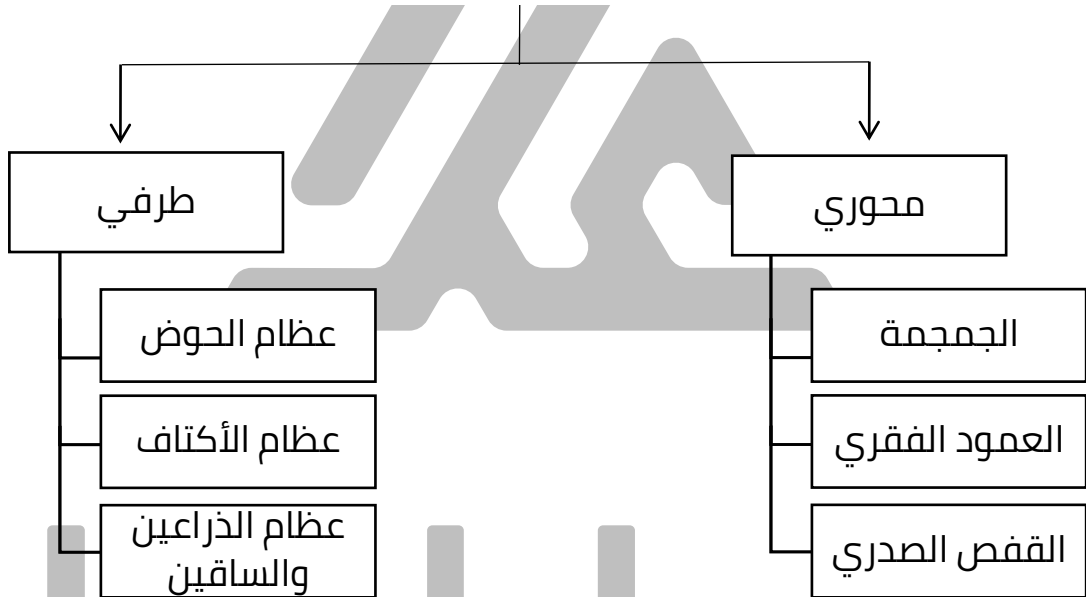 محوري
الجمجمة
العمود الفقري
القفص الصدري
طرفي
عظام الحوض
عظام الأكتاف
عظام الذراعين
والساقين